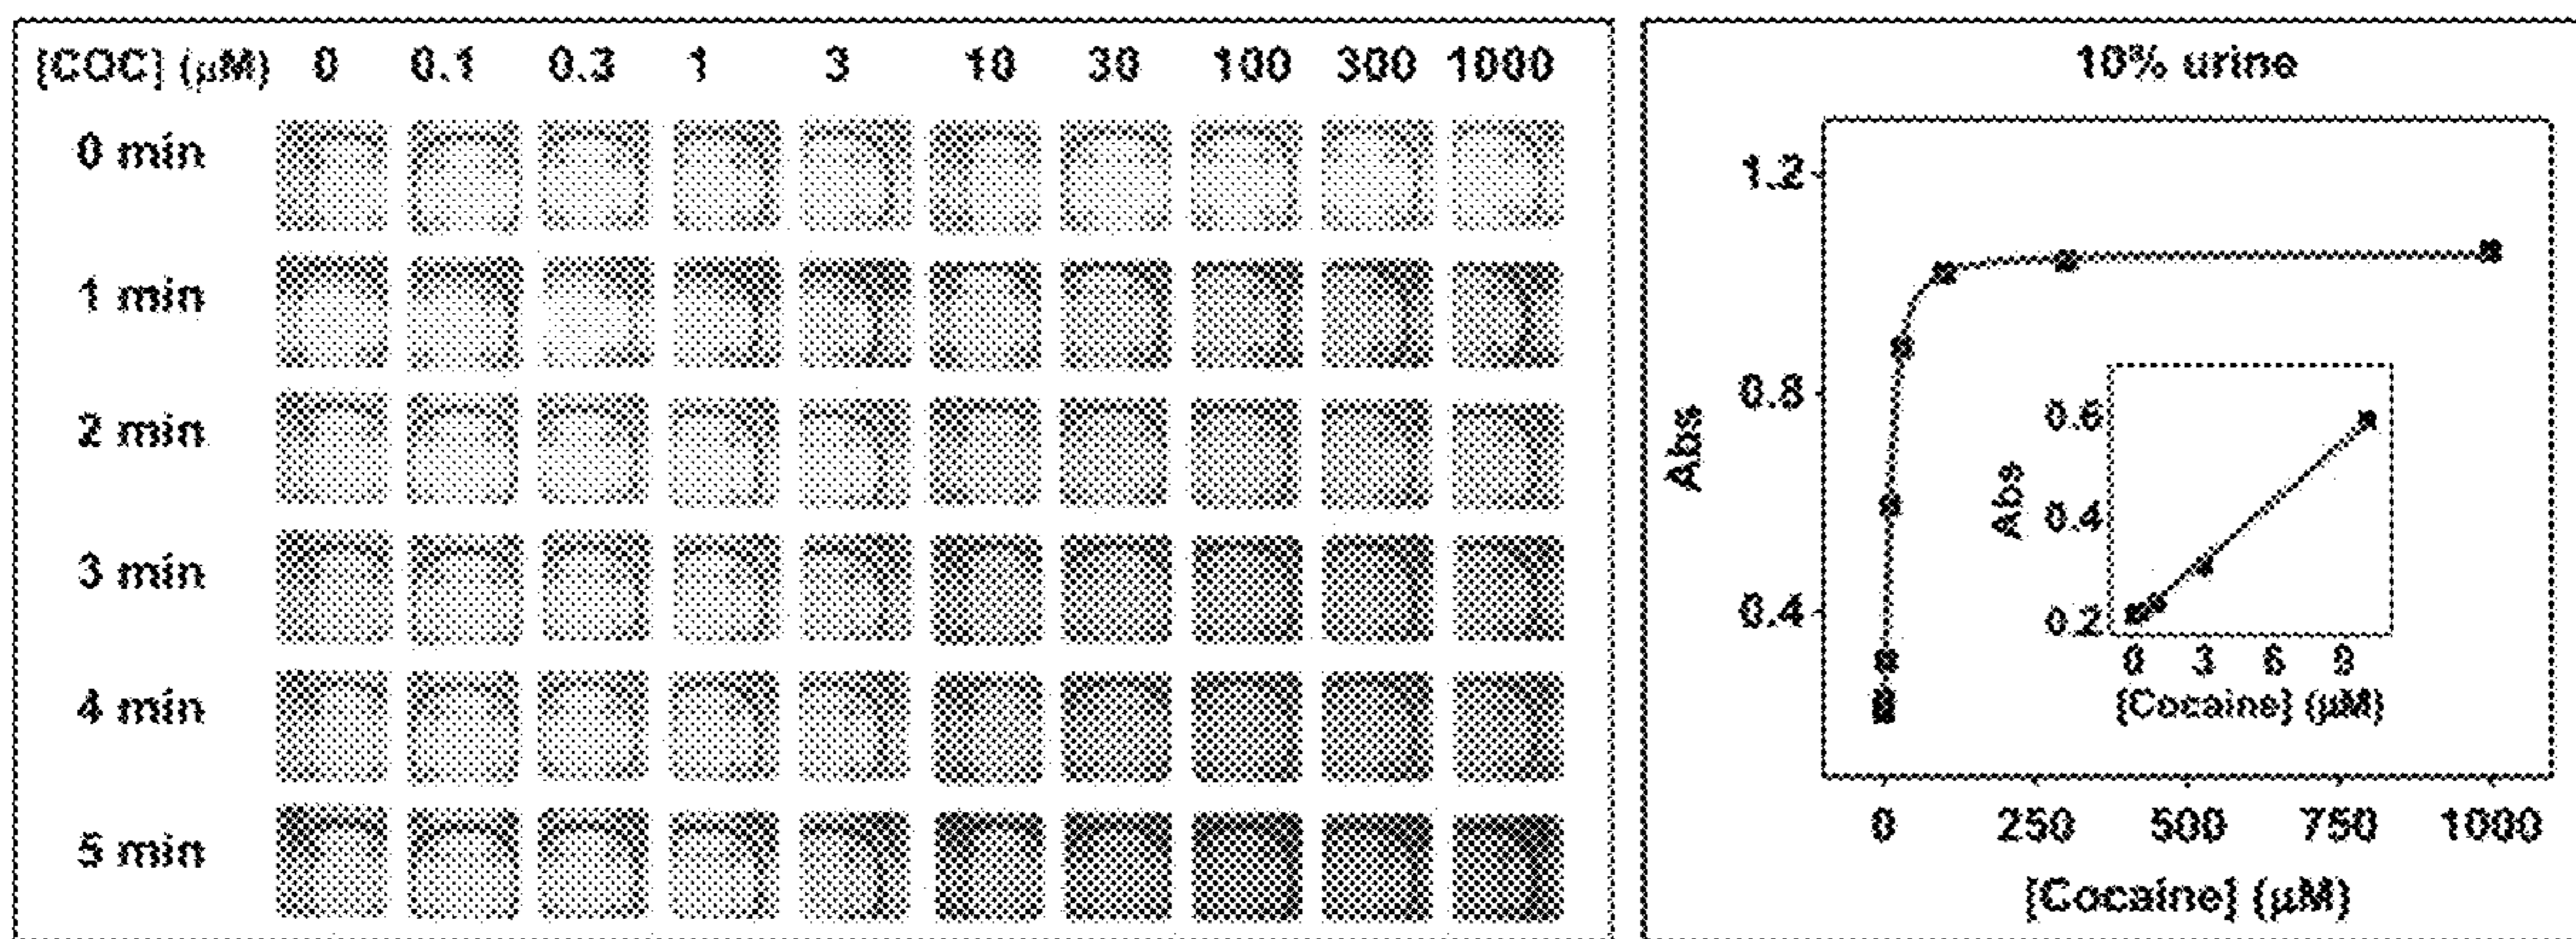 [COC] (µM) 0 0.1 0.3 1 3 10 30 100 300 1000
0 min
1 min
2 min
3 min
4 min
5 min
10% urine
1.2
0.8
0.4
Abs
0 250 500 750 1000
[Cocaine] (µM)
0.6
0.4
0.2
Abs
0 3 6 9
[Cocaine] (µM)